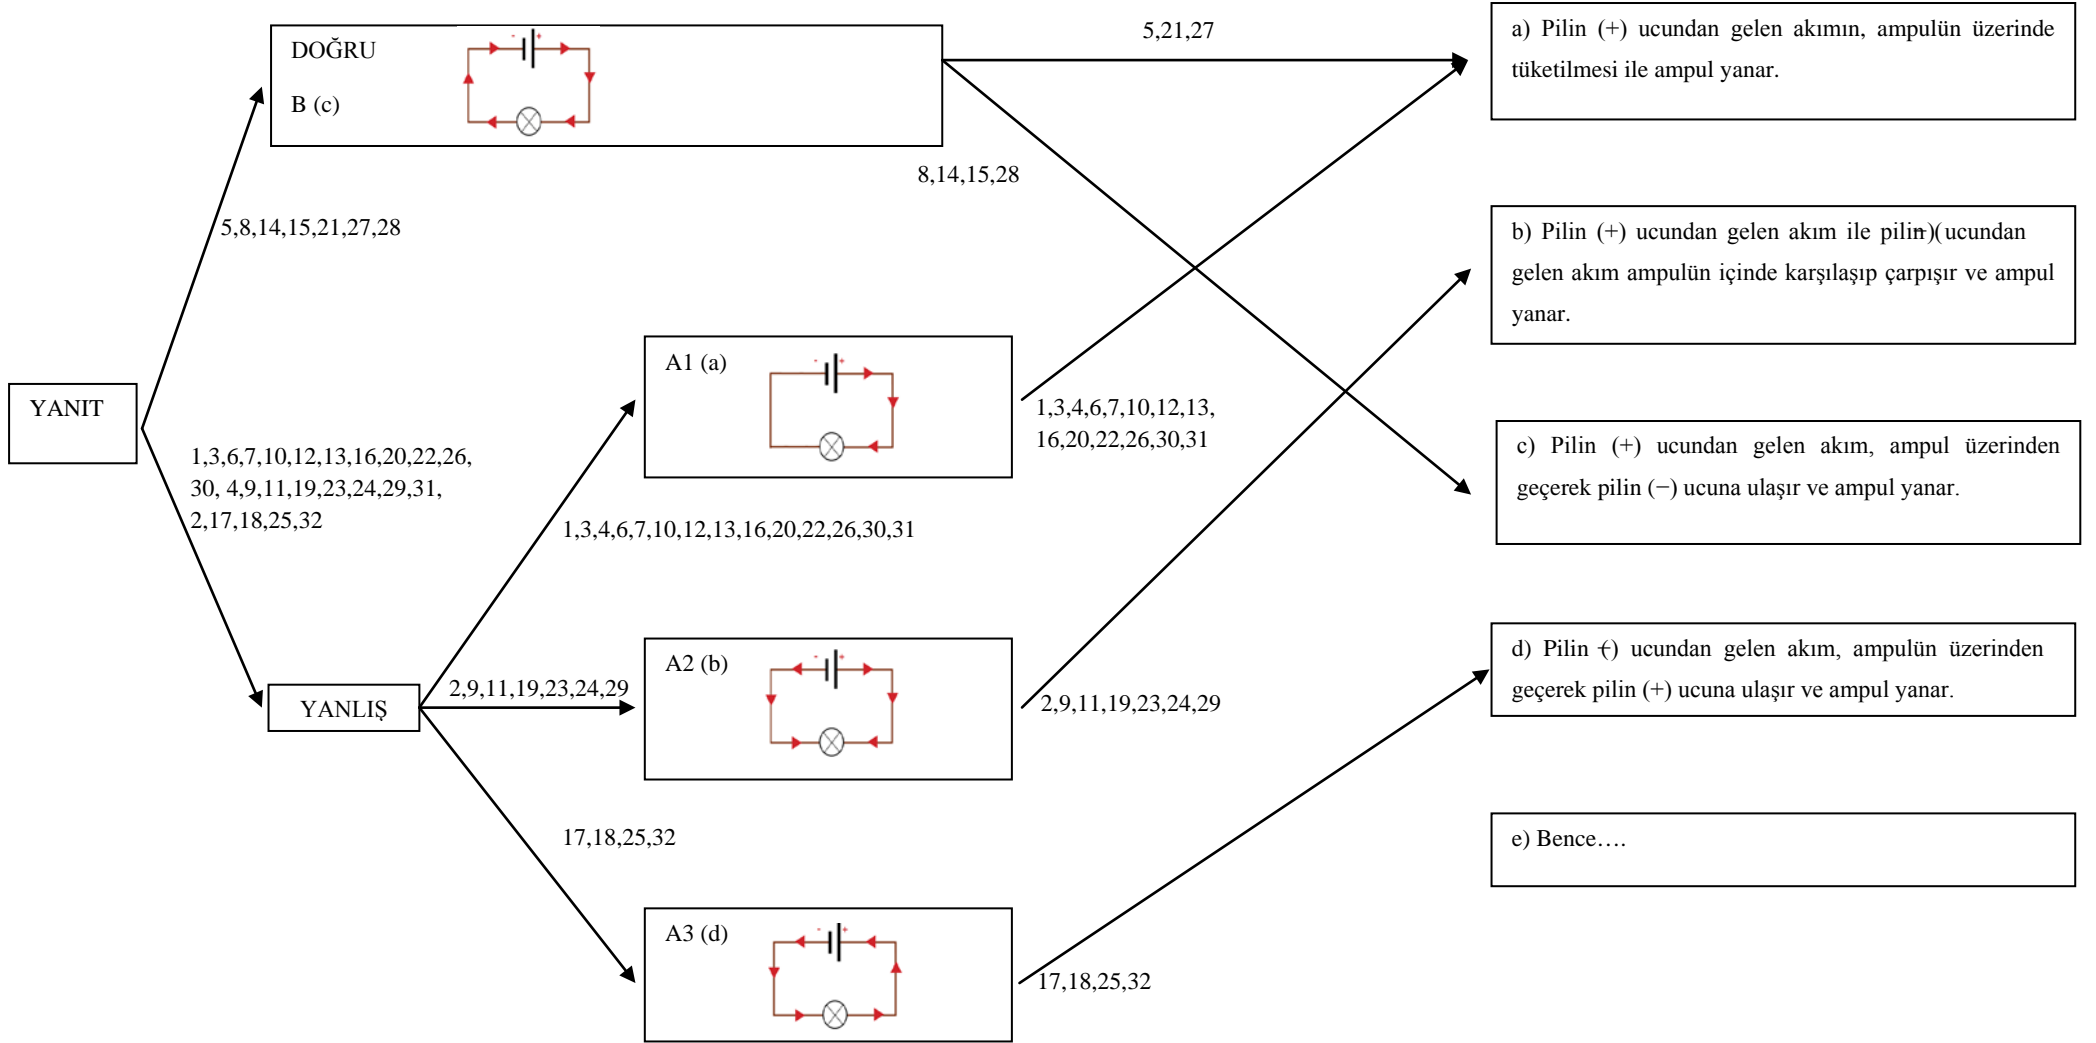 DOĞRU
B (c)
- +
5,21,27
a) Pilin (+) ucundan gelen akımın, ampulün üzerinde
tüketilmesi ile ampul yanar.
8,14,15,28
5,8,14,15,21,27,28
b) Pilin (+) ucundan gelen akım ile pilin−)(ucundan
gelen akım ampulün içinde karşılaşıp çarpışır ve ampul
yanar.
A1 (a)
- +
YANIT
1,3,4,6,7,10,12,13,
16,20,22,26,30,31
1,3,6,7,10,12,13,16,20,22,26,
30, 4,9,11,19,23,24,29,31,
2,17,18,25,32
c) Pilin (+) ucundan gelen akım, ampul üzerinden
geçerek pilin (−) ucuna ulaşır ve ampul yanar.
1,3,4,6,7,10,12,13,16,20,22,26,30,31
A2 (b)
- +
2,9,11,19,23,24,29
YANLIŞ
2,9,11,19,23,24,29
d) Pilin (−) ucundan gelen akım, ampulün üzerinden
geçerek pilin (+) ucuna ulaşır ve ampul yanar.
17,18,25,32
e) Bence….
A3 (d)
- +
17,18,25,32